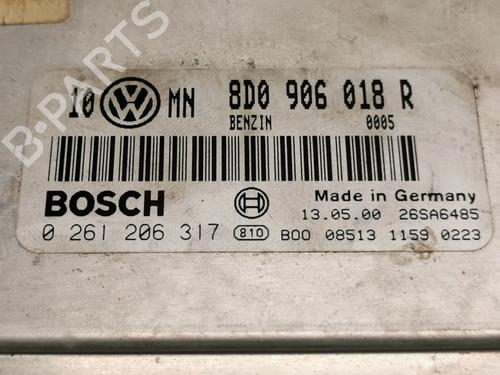 10 VW MN 8D0 906 018 R
BENZIN 0005
BOSCH
Made in Germany
13.05.00 26SA6485
0 261 206 317 810 B00 08513 1159 0223
B-PARTS